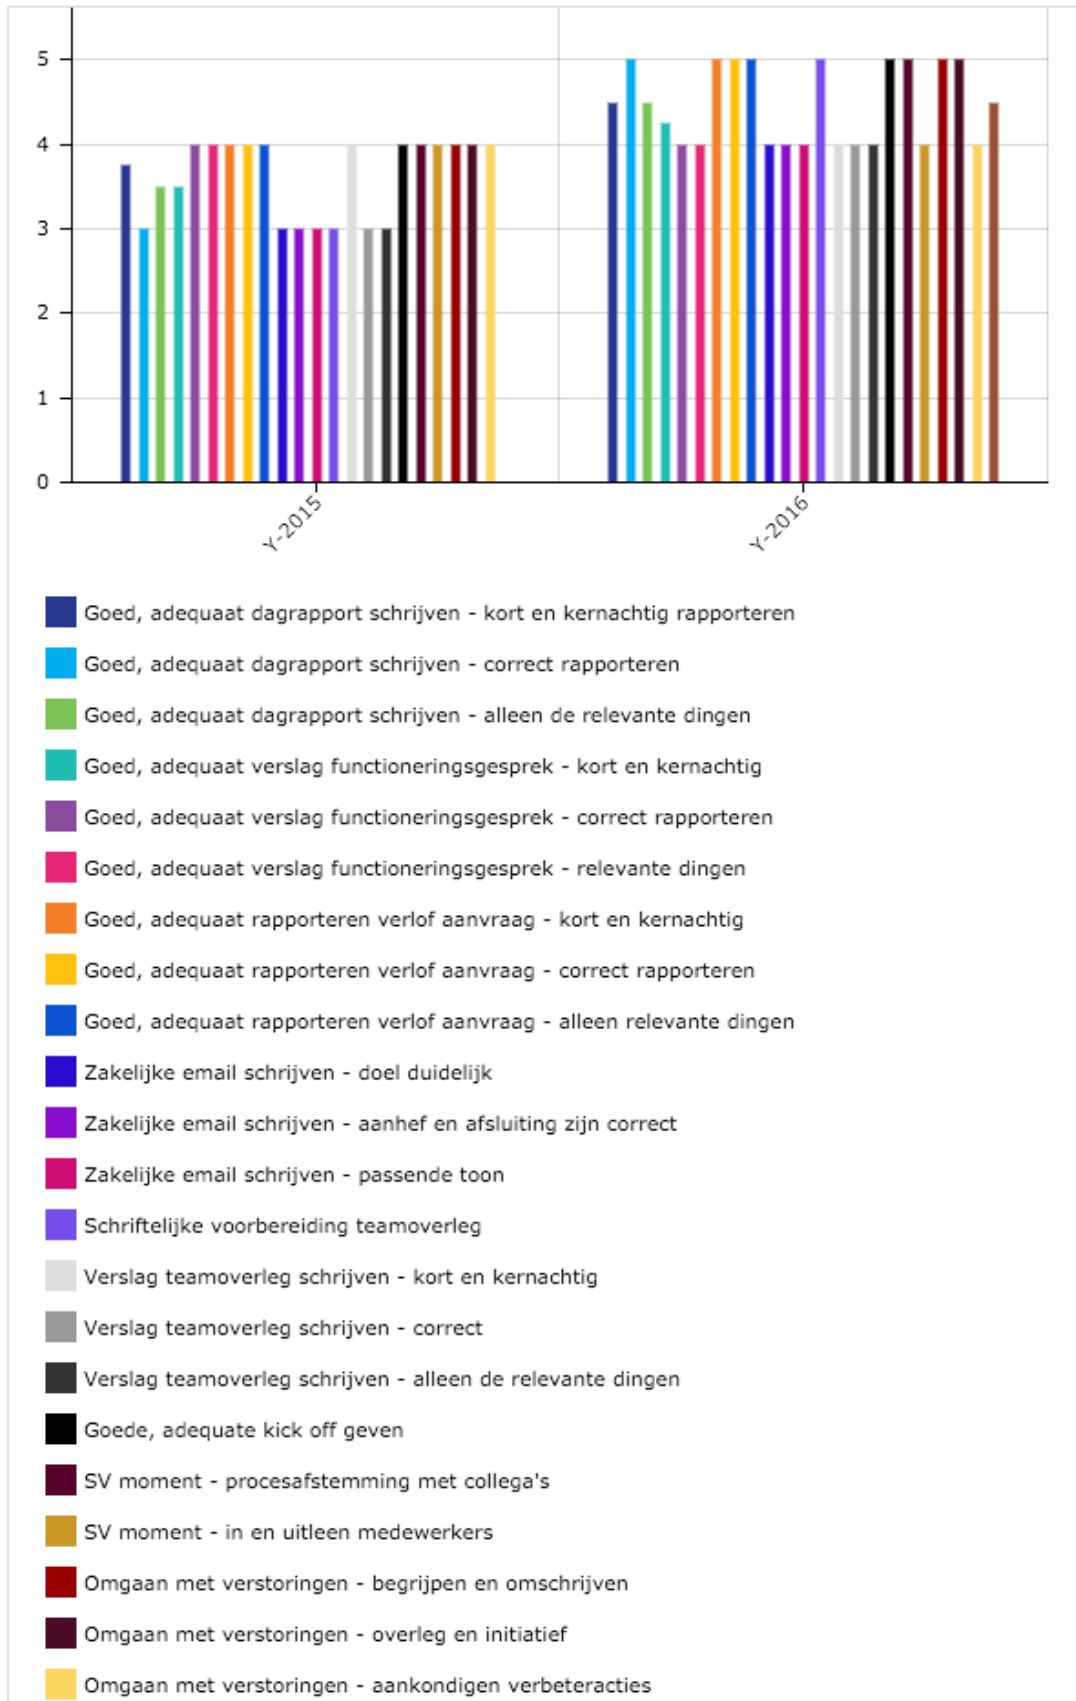 5
4
3
2
1
0
Y-2015
Y-2016
Goed, adequaat dagrapport schrijven - kort en kernachtig rapporteren
Goed, adequaat dagrapport schrijven - correct rapporteren
Goed, adequaat dagrapport schrijven - alleen de relevante dingen
Goed, adequaat verslag functioneringsgesprek - kort en kernachtig
Goed, adequaat verslag functioneringsgesprek - correct rapporteren
Goed, adequaat verslag functioneringsgesprek - relevante dingen
Goed, adequaat rapporteren verlof aanvraag - kort en kernachtig
Goed, adequaat rapporteren verlof aanvraag - correct rapporteren
Goed, adequaat rapporteren verlof aanvraag - alleen relevante dingen
Zakelijke email schrijven - doel duidelijk
Zakelijke email schrijven - aanhef en afsluiting zijn correct
Zakelijke email schrijven - passende toon
Schriftelijke voorbereiding teamoverleg
Verslag teamoverleg schrijven - kort en kernachtig
Verslag teamoverleg schrijven - correct
Verslag teamoverleg schrijven - alleen de relevante dingen
Goede, adequate kick off geven
SV moment - procesafstemming met collega's
SV moment - in en uitleen medewerkers
Omgaan met verstoringen - begrijpen en omschrijven
Omgaan met verstoringen - overleg en initiatief
Omgaan met verstoringen - aankondigen verbeteracties